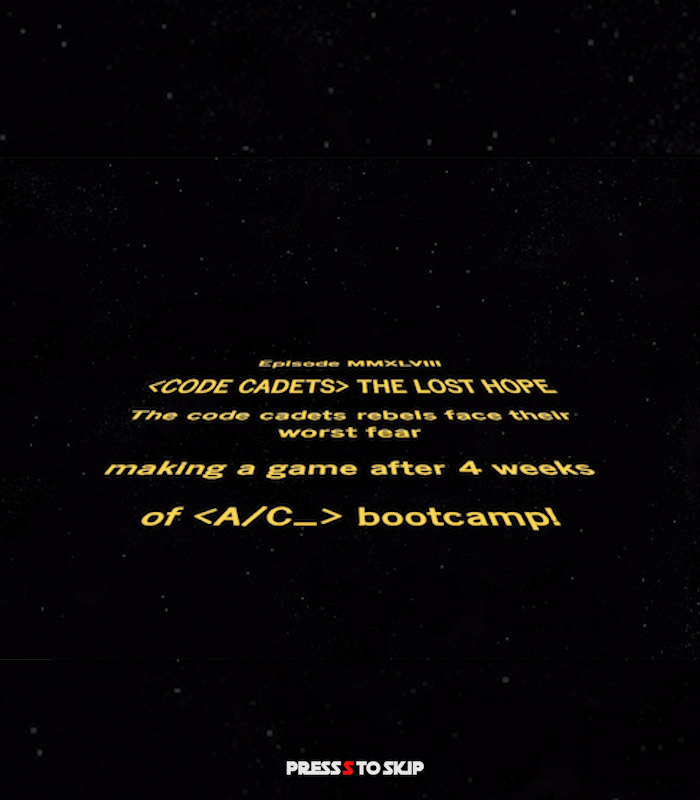 Episode MMXLVIII
<CODE CADETS> THE LOST HOPE
The code cadets rebels face their
worst fear
making a game after 4 weeks
of <A/C_> bootcamp!
PRESS S TO SKIP